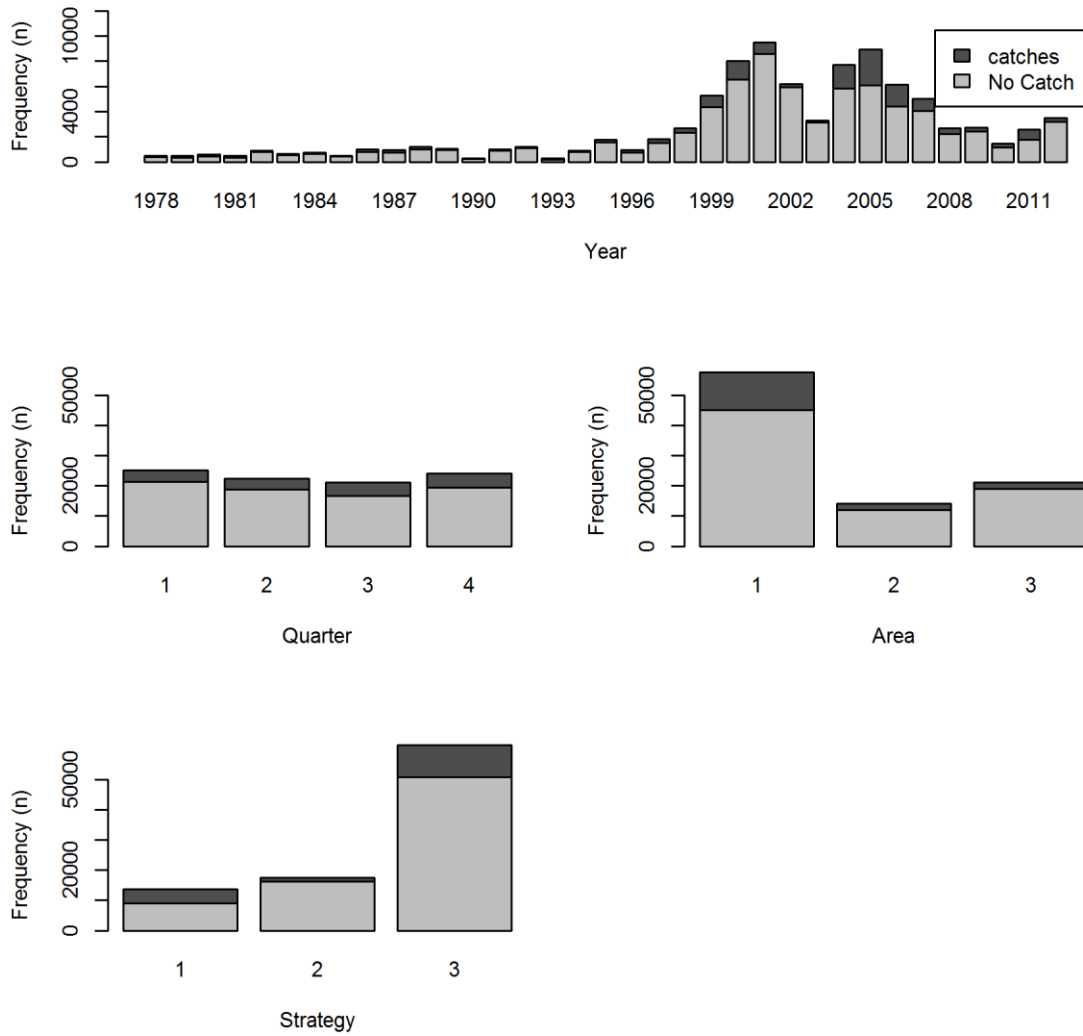 Frequency (n)
0
4000
10000
catches
No Catch
1978 1981 1984 1987 1990 1993 1996 1999 2002 2005 2008 2011
Year
Frequency (n)
0
20000
50000
1 2 3 4
Quarter
Frequency (n)
0
20000
50000
1 2 3
Area
Frequency (n)
0
20000
50000
1 2 3
Strategy